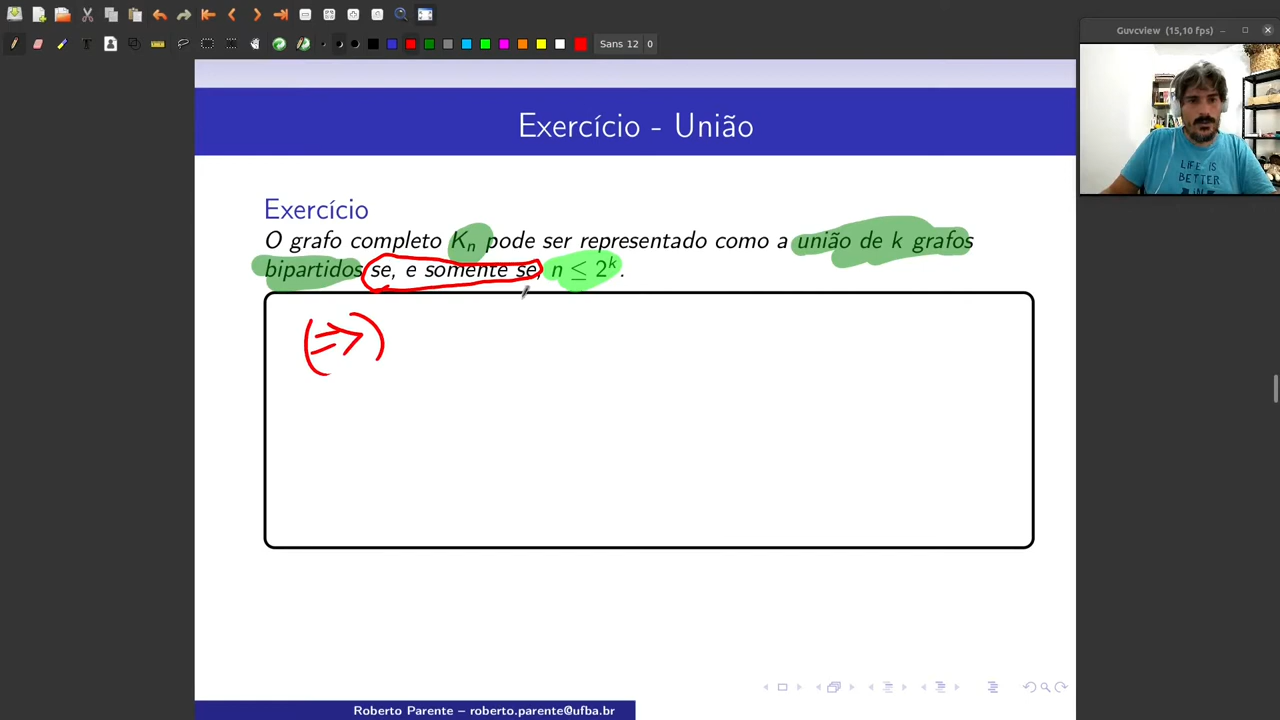 Sans 12 0
Guvcview (15,10 fps)
Exercício - União
LIFE IS
BETTER
IN
Exercício
O grafo completo Kn pode ser representado como a união de k grafos
bipartidos se, e somente se, n ≤ 2^k.
(⇒)
Roberto Parente – roberto.parente@ufba.br